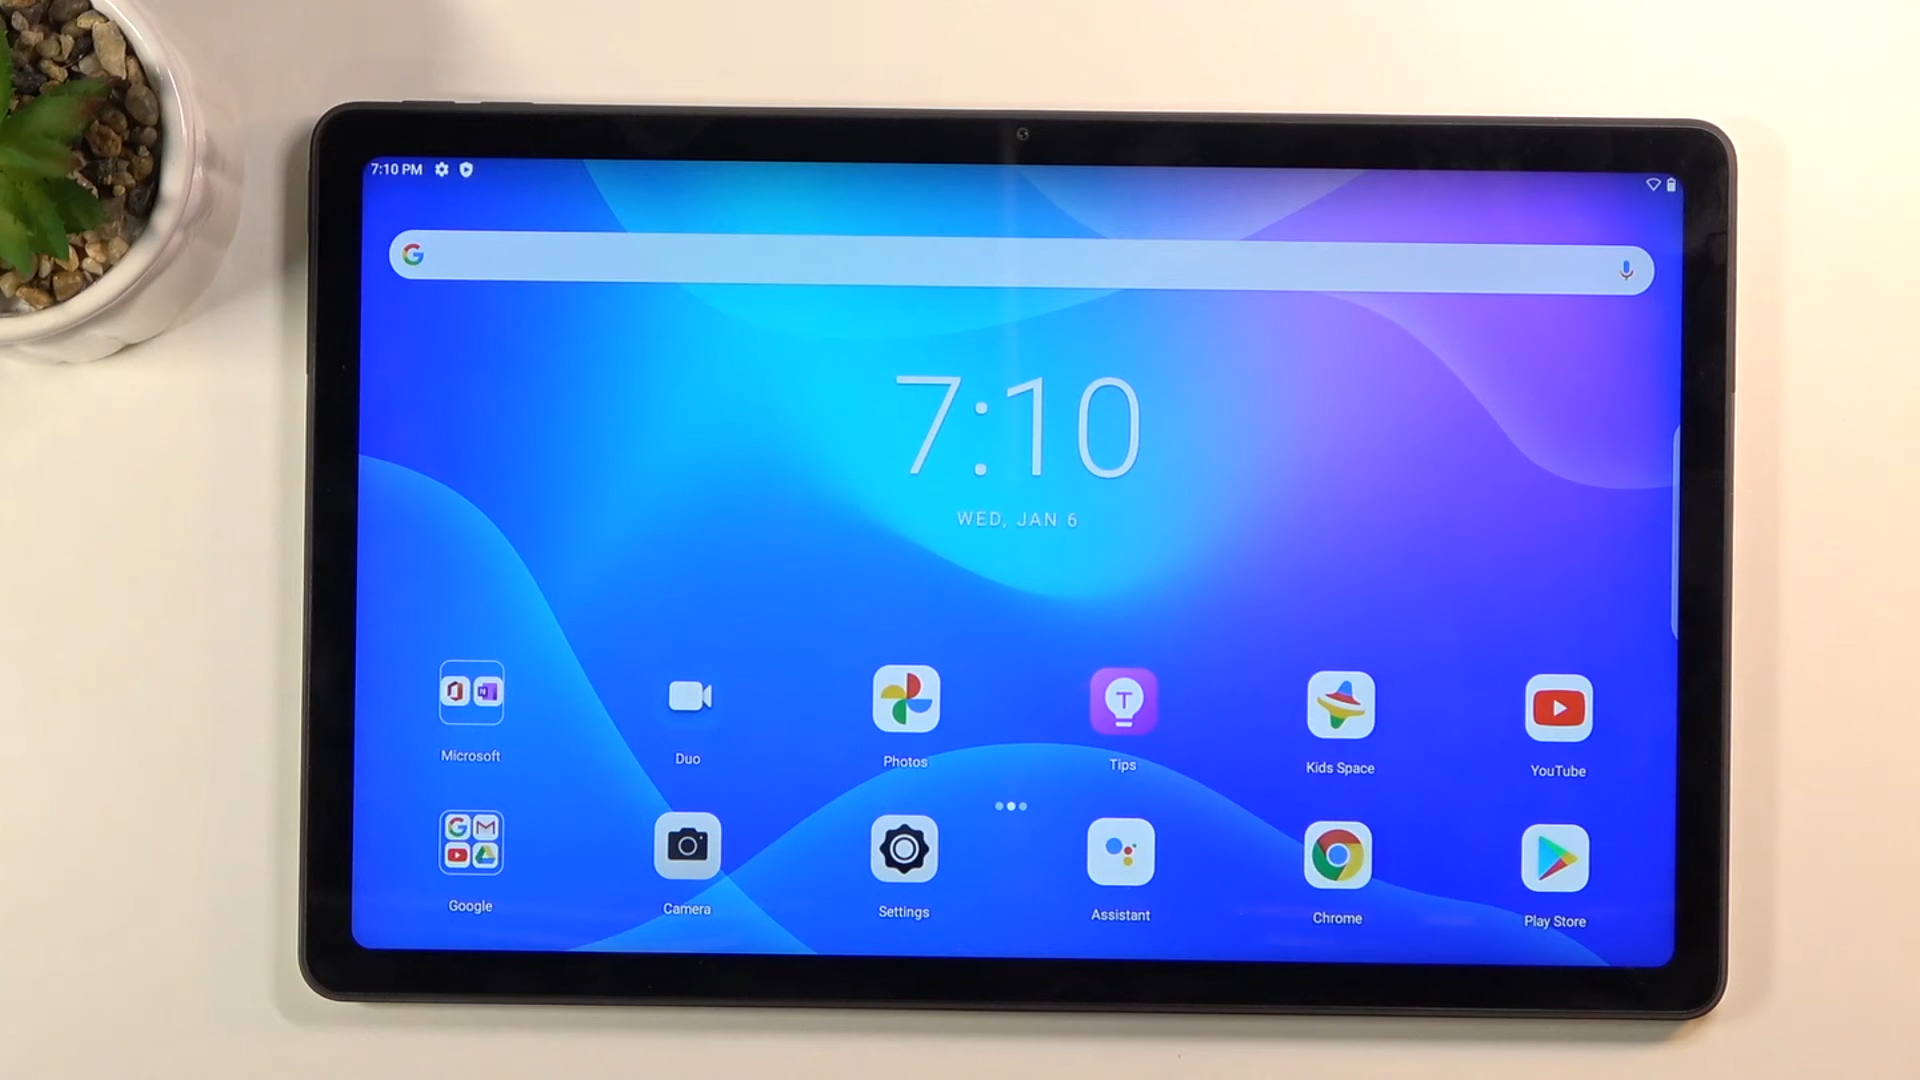 7:10 PM
7:10
WED, JAN 6
Microsoft
Duo
Photos
T
Tips
Kids Space
YouTube
Google
Camera
Settings
Assistant
Chrome
Play Store